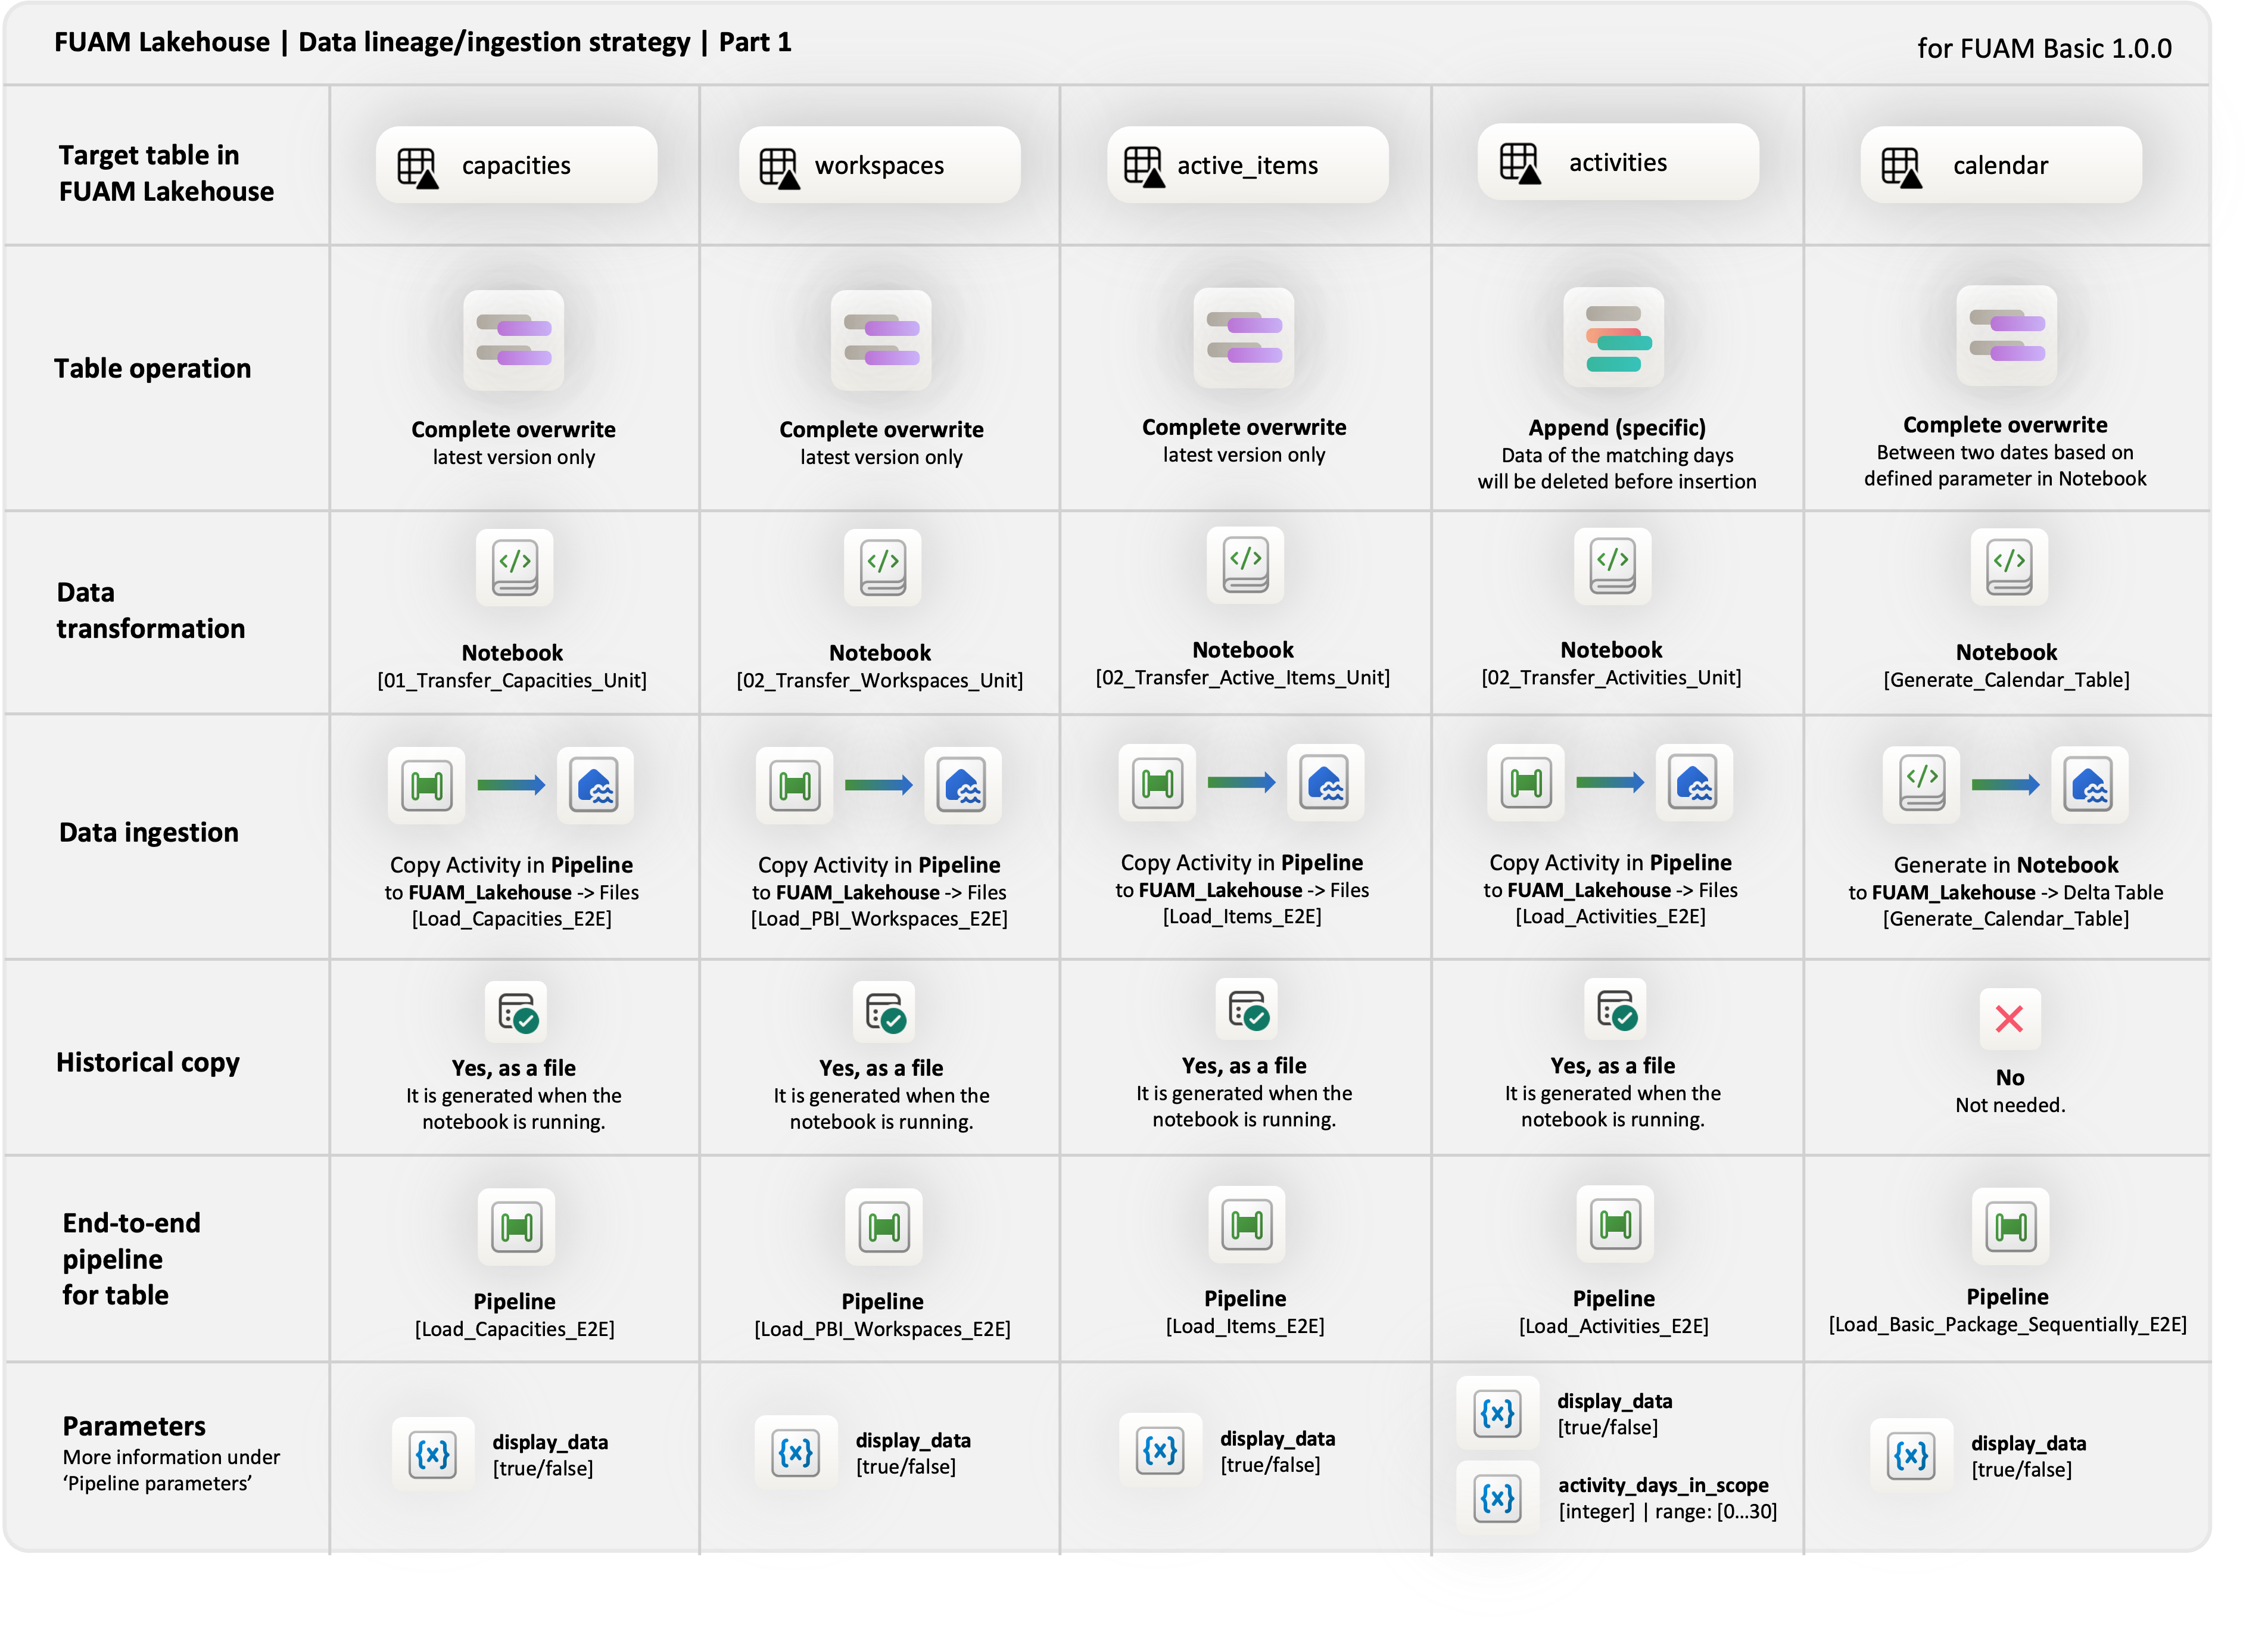 FUAM Lakehouse | Data lineage/ingestion strategy | Part 1
for FUAM Basic 1.0.0
Target table in
FUAM Lakehouse
capacities
workspaces
active_items
activities
calendar
Table operation
Complete overwrite
latest version only
Complete overwrite
latest version only
Complete overwrite
latest version only
Append (specific)
Data of the matching days
will be deleted before insertion
Complete overwrite
Between two dates based on
defined parameter in Notebook
Data
transformation
Notebook
[01_Transfer_Capacities_Unit]
Notebook
[02_Transfer_Workspaces_Unit]
Notebook
[02_Transfer_Active_Items_Unit]
Notebook
[02_Transfer_Activities_Unit]
Notebook
[Generate_Calendar_Table]
Data ingestion
Copy Activity in Pipeline
to FUAM_Lakehouse -> Files
[Load_Capacities_E2E]
Copy Activity in Pipeline
to FUAM_Lakehouse -> Files
[Load_PBI_Workspaces_E2E]
Copy Activity in Pipeline
to FUAM_Lakehouse -> Files
[Load_Items_E2E]
Copy Activity in Pipeline
to FUAM_Lakehouse -> Files
[Load_Activities_E2E]
Generate in Notebook
to FUAM_Lakehouse -> Delta Table
[Generate_Calendar_Table]
Historical copy
Yes, as a file
It is generated when the
notebook is running.
Yes, as a file
It is generated when the
notebook is running.
Yes, as a file
It is generated when the
notebook is running.
Yes, as a file
It is generated when the
notebook is running.
No
Not needed.
End-to-end
pipeline
for table
Pipeline
[Load_Capacities_E2E]
Pipeline
[Load_PBI_Workspaces_E2E]
Pipeline
[Load_Items_E2E]
Pipeline
[Load_Activities_E2E]
Pipeline
[Load_Basic_Package_Sequentially_E2E]
Parameters
More information under
‘Pipeline parameters’
display_data
[true/false]
display_data
[true/false]
display_data
[true/false]
display_data
[true/false]
activity_days_in_scope
[integer] | range: [0...30]
display_data
[true/false]